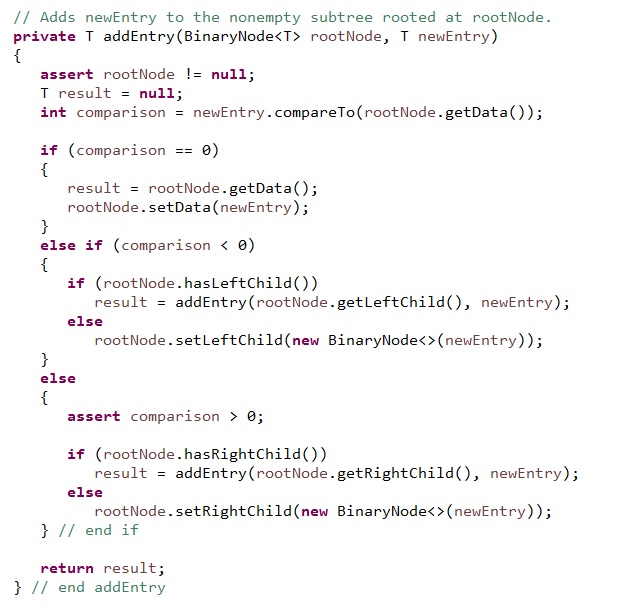 // Adds newEntry to the nonempty subtree rooted at rootNode.
private T addEntry(BinaryNode<T> rootNode, T newEntry)
{
   assert rootNode != null;
   T result = null;
   int comparison = newEntry.compareTo(rootNode.getData());

   if (comparison == 0)
   {
      result = rootNode.getData();
      rootNode.setData(newEntry);
   }
   else if (comparison < 0)
   {
      if (rootNode.hasLeftChild())
         result = addEntry(rootNode.getLeftChild(), newEntry);
      else
         rootNode.setLeftChild(new BinaryNode<>(newEntry));
   }
   else
   {
      assert comparison > 0;

      if (rootNode.hasRightChild())
         result = addEntry(rootNode.getRightChild(), newEntry);
      else
         rootNode.setRightChild(new BinaryNode<>(newEntry));
   } // end if

   return result;
} // end addEntry